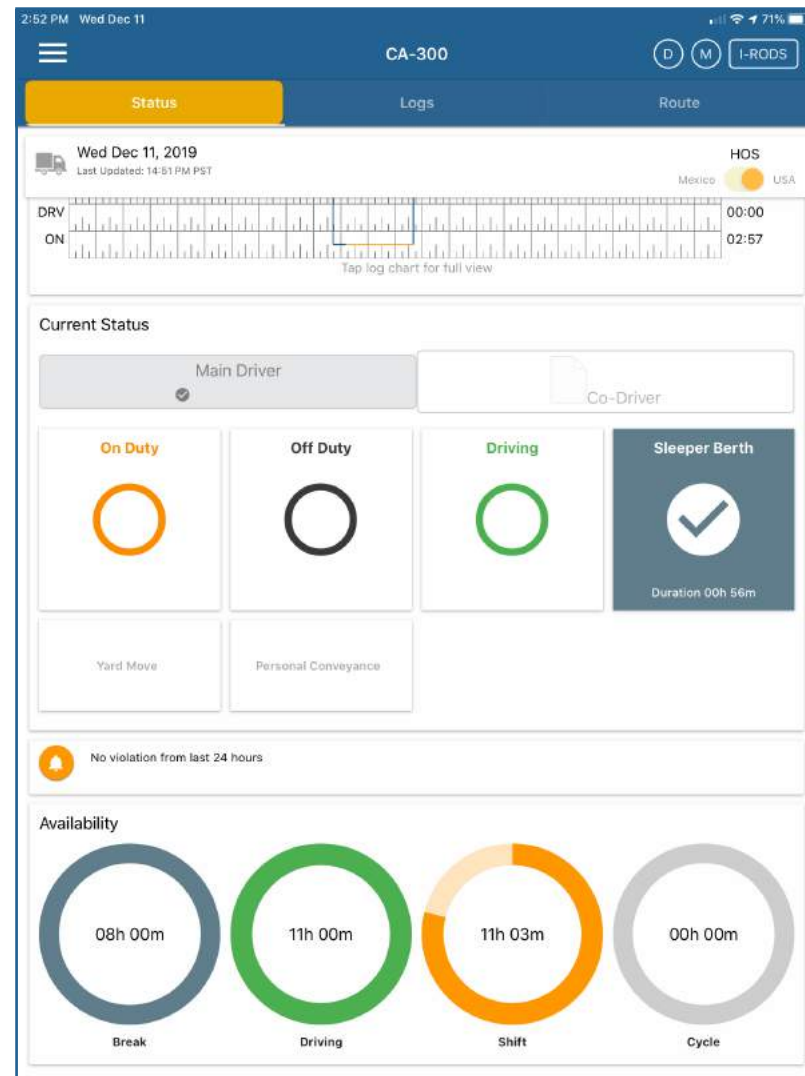 2:52 PM Wed Dec 11 71%
CA-300 D M I-RODS
Status Logs Route
Wed Dec 11, 2019 HOS
Last Updated: 14:51 PM PST Mexico USA
DRV 00:00
ON 02:57
Tap log chart for full view
Current Status
Main Driver
Co-Driver
On Duty Off Duty Driving Sleeper Berth
Duration 00h 56m
Yard Move Personal Conveyance
No violation from last 24 hours
Availability
08h 00m 11h 00m 11h 03m 00h 00m
Break Driving Shift Cycle